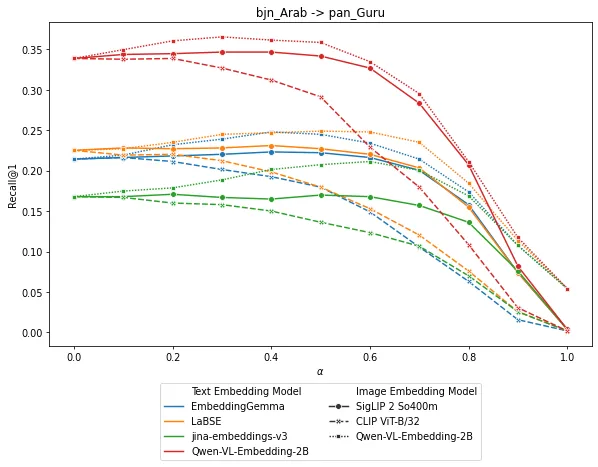 bjn_Arab -> pan_Guru
Recall@1
0.35
0.30
0.25
0.20
0.15
0.10
0.05
0.00
0.0 0.2 0.4 0.6 0.8 1.0
α
Text Embedding Model
EmbeddingGemma
LaBSE
jina-embeddings-v3
Qwen-VL-Embedding-2B
Image Embedding Model
SigLIP 2 So400m
CLIP ViT-B/32
Qwen-VL-Embedding-2B